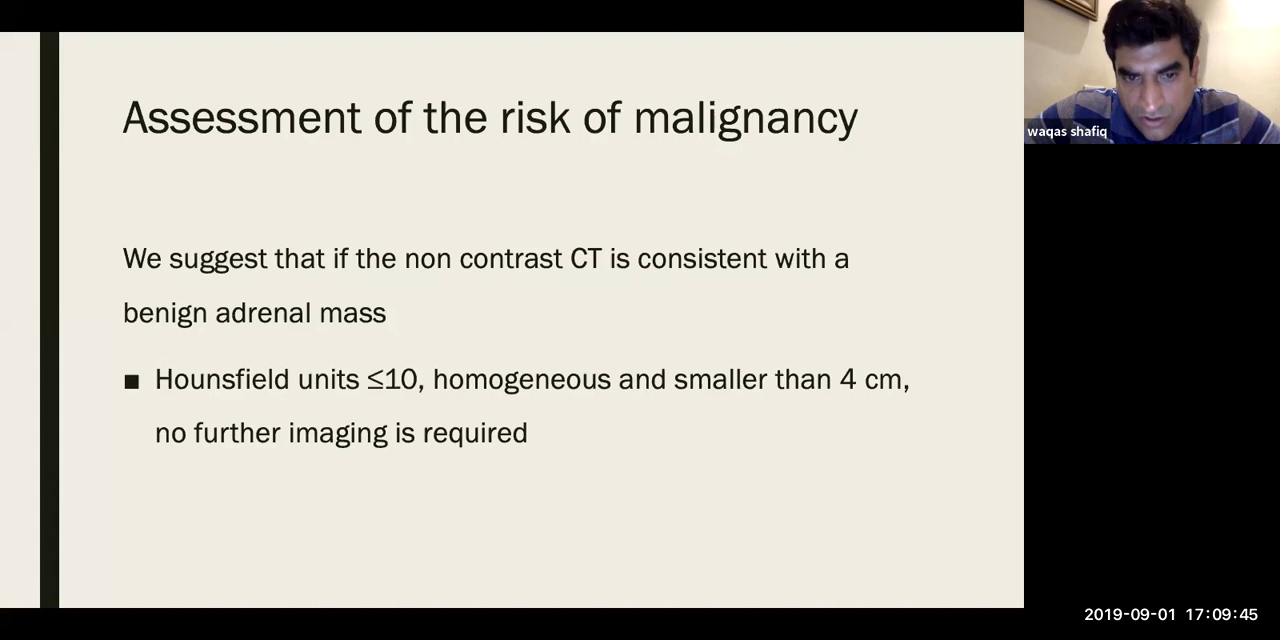 Assessment of the risk of malignancy
We suggest that if the non contrast CT is consistent with a
benign adrenal mass
■ Hounsfield units ≤10, homogeneous and smaller than 4 cm,
no further imaging is required
waqas shafiq
2019-09-01 17:09:45